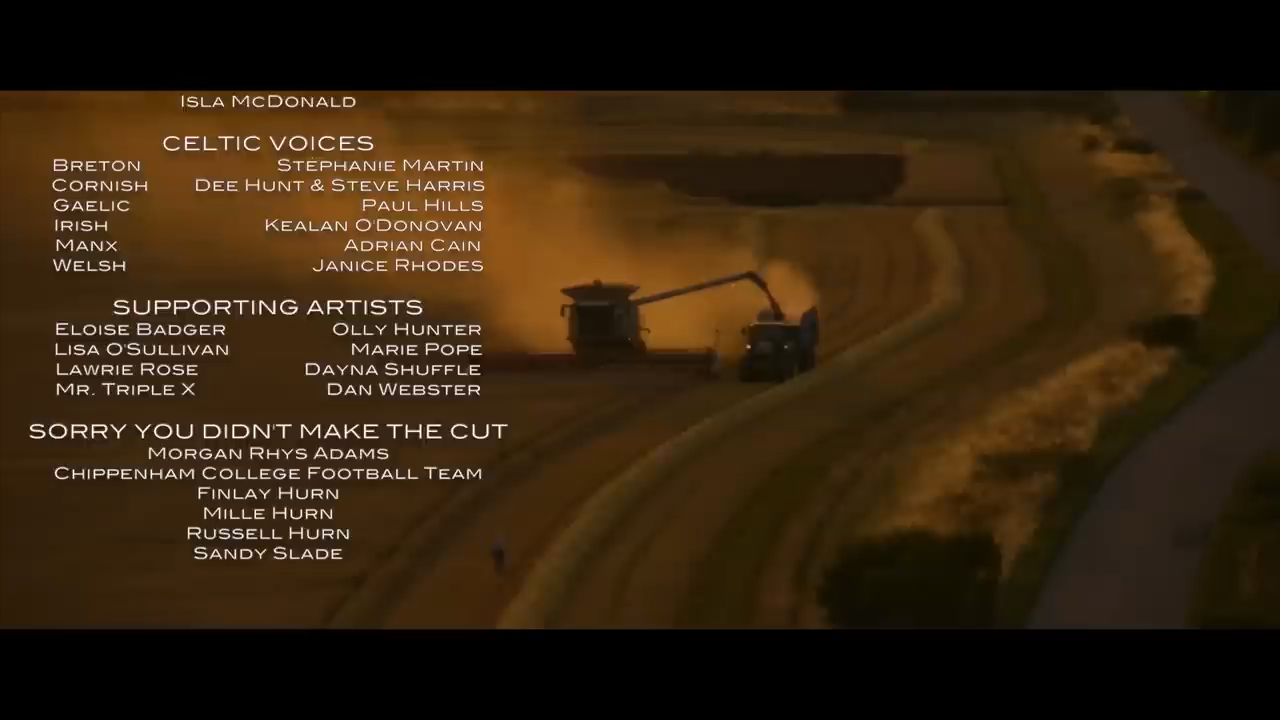 ISLA MCDONALD
CELTIC VOICES
BRETON STEPHANIE MARTIN
CORNISH DEE HUNT & STEVE HARRIS
GAELIC PAUL HILLS
IRISH KEALAN O'DONOVAN
MANX ADRIAN CAIN
WELSH JANICE RHODES
SUPPORTING ARTISTS
ELOISE BADGER OLLY HUNTER
LISA O'SULLIVAN MARIE POPE
LAWRIE ROSE DAYNA SHUFFLE
MR. TRIPLE X DAN WEBSTER
SORRY YOU DIDN'T MAKE THE CUT
MORGAN RHYS ADAMS
CHIPPENHAM COLLEGE FOOTBALL TEAM
FINLAY HURN
MILLE HURN
RUSSELL HURN
SANDY SLADE